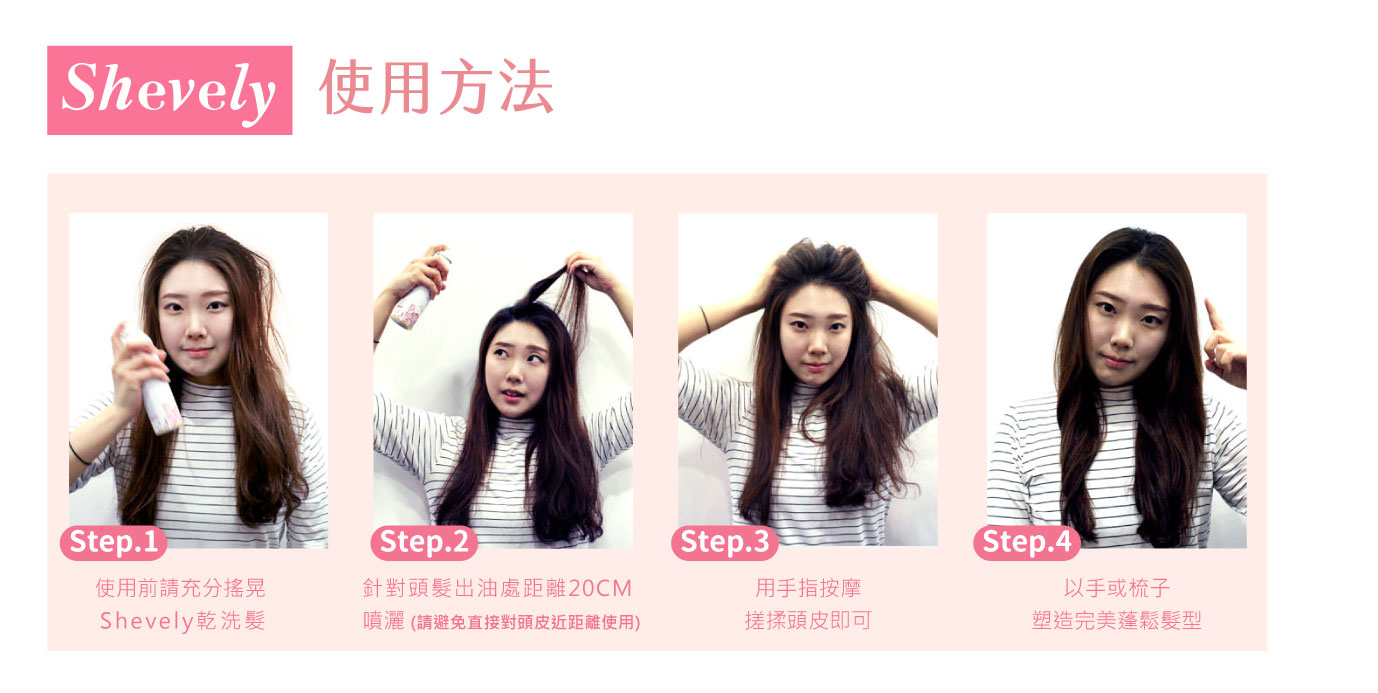 Shevely 使用方法
Step.1
使用前請充分搖晃
Shevely乾洗髮
Step.2
針對頭髮出油處距離20CM
噴灑 (請避免直接對頭皮近距離使用)
Step.3
用手指按摩
搓揉頭皮即可
Step.4
以手或梳子
塑造完美蓬鬆髮型